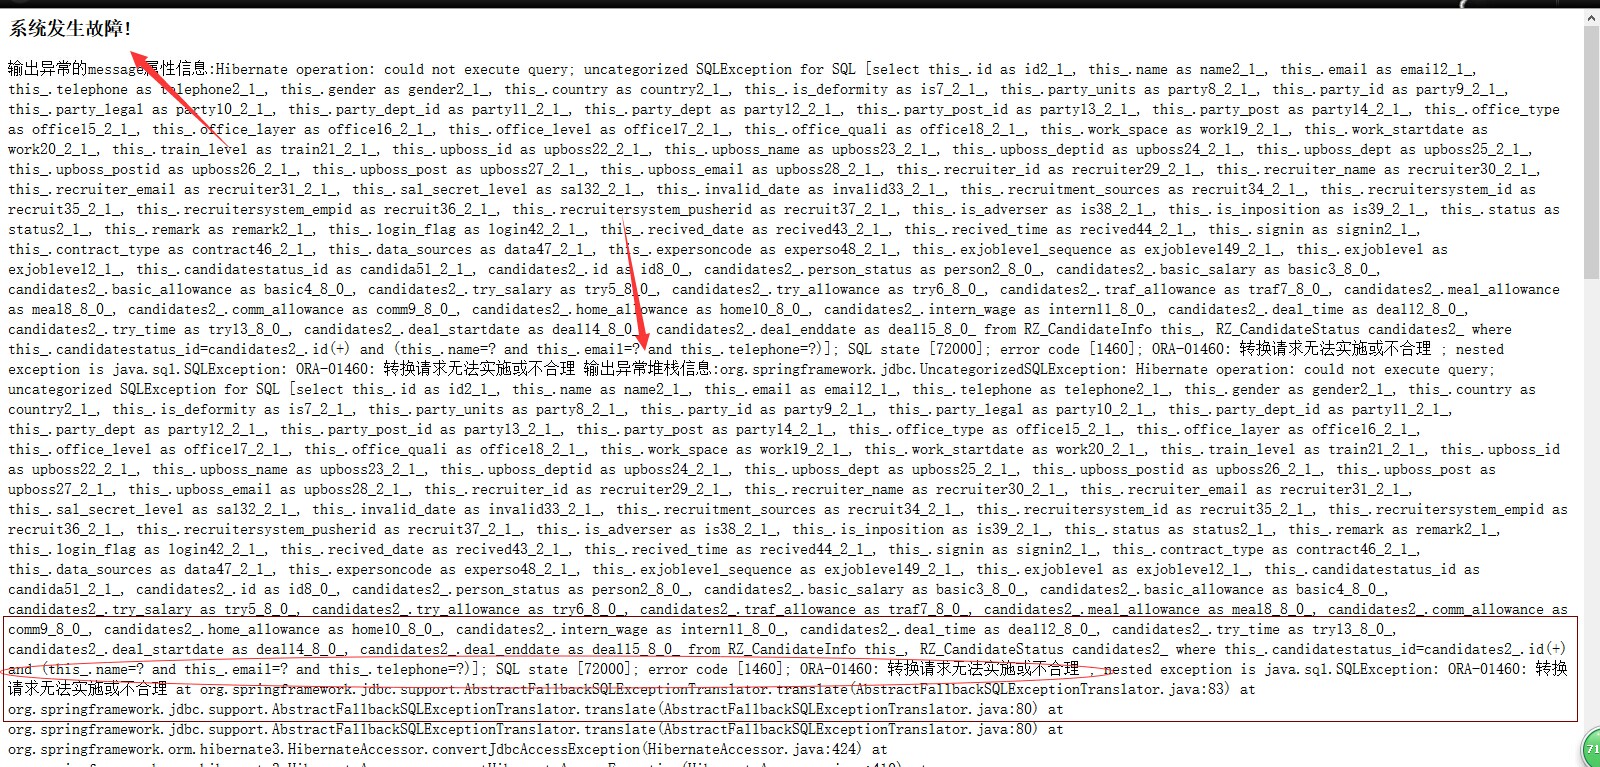 系统发生故障!
输出异常的message属性信息:Hibernate operation: could not execute query; uncategorized SQLException for SQL [select this_.id as id2_1_, this_.name as name2_1_, this_.email as email2_1_,
this_.telephone as telephone2_1_, this_.gender as gender2_1_, this_.country as country2_1_, this_.is_deformity as is7_2_1_, this_.party_units as party8_2_1_, this_.party_id as party9_2_1_,
this_.party_legal as party10_2_1_, this_.party_dept_id as party11_2_1_, this_.party_dept as party12_2_1_, this_.party_post_id as party13_2_1_, this_.party_post as party14_2_1_, this_.office_type
as office15_2_1_, this_.office_layer as office16_2_1_, this_.office_level as office17_2_1_, this_.office_quali as office18_2_1_, this_.work_space as work19_2_1_, this_.work_startdate as
work20_2_1_, this_.train_level as train21_2_1_, this_.upboss_id as upboss22_2_1_, this_.upboss_name as upboss23_2_1_, this_.upboss_deptid as upboss24_2_1_, this_.upboss_dept as upboss25_2_1_,
this_.upboss_postid as upboss26_2_1_, this_.upboss_post as upboss27_2_1_, this_.upboss_email as upboss28_2_1_, this_.recruiter_id as recruiter29_2_1_, this_.recruiter_name as recruiter30_2_1_,
this_.recruiter_email as recruiter31_2_1_, this_.sal_secret_level as sal32_2_1_, this_.invalid_date as invalid33_2_1_, this_.recruitment_sources as recruit34_2_1_, this_.recruitersystem_id as
recruit35_2_1_, this_.recruitersystem_empid as recruit36_2_1_, this_.recruitersystem_pusherid as recruit37_2_1_, this_.is_adverser as is38_2_1_, this_.is_inposition as is39_2_1_, this_.status as
status2_1_, this_.remark as remark2_1_, this_.login_flag as login42_2_1_, this_.recived_date as recived43_2_1_, this_.recived_time as recived44_2_1_, this_.signin as signin2_1_,
this_.contract_type as contract46_2_1_, this_.data_sources as data47_2_1_, this_.expersoncode as experso48_2_1_, this_.exjoblevel_sequence as exjoblevel49_2_1_, this_.exjoblevel as
exjoblevel2_1_, this_.candidatestatus_id as candida51_2_1_, candidates2_.id as id8_0_, candidates2_.person_status as person2_8_0_, candidates2_.basic_salary as basic3_8_0_,
candidates2_.basic_allowance as basic4_8_0_, candidates2_.try_salary as try5_8_0_, candidates2_.try_allowance as try6_8_0_, candidates2_.traf_allowance as traf7_8_0_, candidates2_.meal_allowance
as meal8_8_0_, candidates2_.comm_allowance as comm9_8_0_, candidates2_.home_allowance as home10_8_0_, candidates2_.intern_wage as intern11_8_0_, candidates2_.deal_time as deal12_8_0_,
candidates2_.try_time as try13_8_0_, candidates2_.deal_startdate as deal14_8_0_, candidates2_.deal_enddate as deal15_8_0_ from RZ_CandidateInfo this_, RZ_CandidateStatus candidates2_ where
this_.candidatestatus_id=candidates2_.id(+) and (this_.name=? and this_.email=? and this_.telephone=?)]; SQL state [72000]; error code [1460]; ORA-01460: 转换请求无法实施或不合理 ; nested
exception is java.sql.SQLException: ORA-01460: 转换请求无法实施或不合理 输出异常堆栈信息:org.springframework.jdbc.UncategorizedSQLException: Hibernate operation: could not execute query;
uncategorized SQLException for SQL [select this_.id as id2_1_, this_.name as name2_1_, this_.email as email2_1_, this_.telephone as telephone2_1_, this_.gender as gender2_1_, this_.country as
country2_1_, this_.is_deformity as is7_2_1_, this_.party_units as party8_2_1_, this_.party_id as party9_2_1_, this_.party_legal as party10_2_1_, this_.party_dept_id as party11_2_1_,
this_.party_dept as party12_2_1_, this_.party_post_id as party13_2_1_, this_.party_post as party14_2_1_, this_.office_type as office15_2_1_, this_.office_layer as office16_2_1_,
this_.office_level as office17_2_1_, this_.office_quali as office18_2_1_, this_.work_space as work19_2_1_, this_.work_startdate as work20_2_1_, this_.train_level as train21_2_1_, this_.upboss_id
as upboss22_2_1_, this_.upboss_name as upboss23_2_1_, this_.upboss_deptid as upboss24_2_1_, this_.upboss_dept as upboss25_2_1_, this_.upboss_postid as upboss26_2_1_, this_.upboss_post as
upboss27_2_1_, this_.upboss_email as upboss28_2_1_, this_.recruiter_id as recruiter29_2_1_, this_.recruiter_name as recruiter30_2_1_, this_.recruiter_email as recruiter31_2_1_,
this_.sal_secret_level as sal32_2_1_, this_.invalid_date as invalid33_2_1_, this_.recruitment_sources as recruit34_2_1_, this_.recruitersystem_id as recruit35_2_1_, this_.recruitersystem_empid as
recruit36_2_1_, this_.recruitersystem_pusherid as recruit37_2_1_, this_.is_adverser as is38_2_1_, this_.is_inposition as is39_2_1_, this_.status as status2_1_, this_.remark as remark2_1_,
this_.login_flag as login42_2_1_, this_.recived_date as recived43_2_1_, this_.recived_time as recived44_2_1_, this_.signin as signin2_1_, this_.contract_type as contract46_2_1_,
this_.data_sources as data47_2_1_, this_.expersoncode as experso48_2_1_, this_.exjoblevel_sequence as exjoblevel49_2_1_, this_.exjoblevel as exjoblevel2_1_, this_.candidatestatus_id as
candida51_2_1_, candidates2_.id as id8_0_, candidates2_.person_status as person2_8_0_, candidates2_.basic_salary as basic3_8_0_, candidates2_.basic_allowance as basic4_8_0_,
candidates2_.try_salary as try5_8_0_, candidates2_.try_allowance as try6_8_0_, candidates2_.traf_allowance as traf7_8_0_, candidates2_.meal_allowance as meal8_8_0_, candidates2_.comm_allowance as
comm9_8_0_, candidates2_.home_allowance as home10_8_0_, candidates2_.intern_wage as intern11_8_0_, candidates2_.deal_time as deal12_8_0_, candidates2_.try_time as try13_8_0_,
candidates2_.deal_startdate as deal14_8_0_, candidates2_.deal_enddate as deal15_8_0_ from RZ_CandidateInfo this_, RZ_CandidateStatus candidates2_ where this_.candidatestatus_id=candidates2_.id(+)
and (this_.name=? and this_.email=? and this_.telephone=?)]; SQL state [72000]; error code [1460]; ORA-01460: 转换请求无法实施或不合理 ; nested exception is java.sql.SQLException: ORA-01460: 转换
请求无法实施或不合理 at org.springframework.jdbc.support.AbstractFallbackSQLExceptionTranslator.translate(AbstractFallbackSQLExceptionTranslator.java:83) at
org.springframework.jdbc.support.AbstractFallbackSQLExceptionTranslator.translate(AbstractFallbackSQLExceptionTranslator.java:80) at
org.springframework.jdbc.support.AbstractFallbackSQLExceptionTranslator.translate(AbstractFallbackSQLExceptionTranslator.java:80) at
org.springframework.orm.hibernate3.HibernateAccessor.convertJdbcAccessException(HibernateAccessor.java:424) at
71